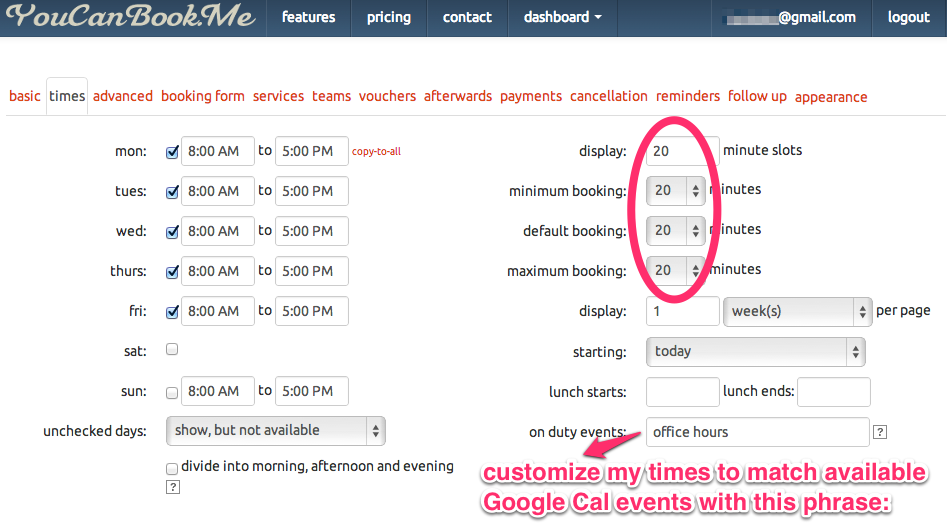 YouCanBook.Me features pricing contact dashboard @gmail.com logout
basic times advanced booking form services teams vouchers afterwards payments cancellation reminders follow up appearance
mon: 8:00 AM to 5:00 PM copy-to-all display: 20 minute slots
tues: 8:00 AM to 5:00 PM minimum booking: 20 minutes
wed: 8:00 AM to 5:00 PM default booking: 20 minutes
thurs: 8:00 AM to 5:00 PM maximum booking: 20 minutes
fri: 8:00 AM to 5:00 PM display: 1 week(s) per page
sat: starting: today
sun: 8:00 AM to 5:00 PM lunch starts: lunch ends:
unchecked days: show, but not available on duty events: office hours ?
divide into morning, afternoon and evening
?
customize my times to match available
Google Cal events with this phrase: